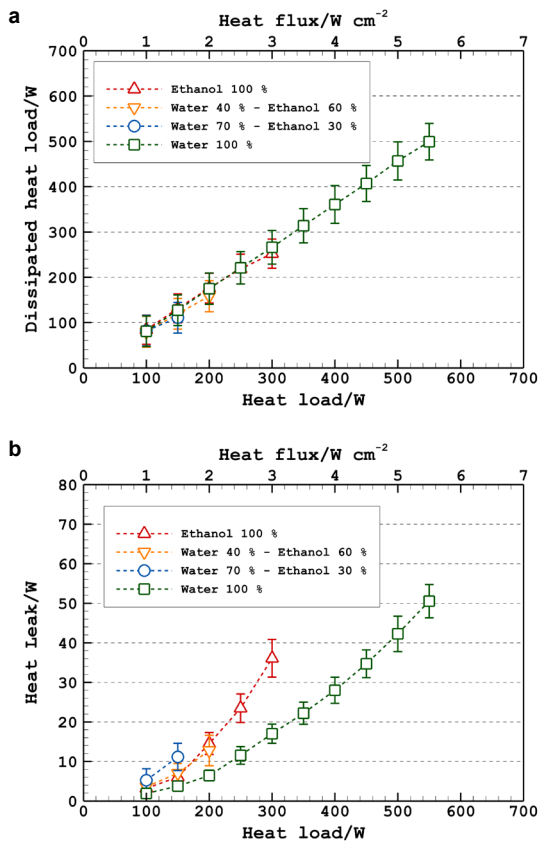 a
Heat flux/W cm-2
0 1 2 3 4 5 6 7
Dissipated heat load/W
700
600
500
400
300
200
100
0
Ethanol 100 %
Water 40 % - Ethanol 60 %
Water 70 % - Ethanol 30 %
Water 100 %
0 100 200 300 400 500 600 700
Heat load/W
b
Heat flux/W cm-2
0 1 2 3 4 5 6 7
Heat Leak/W
80
70
60
50
40
30
20
10
0
Ethanol 100 %
Water 40 % - Ethanol 60 %
Water 70 % - Ethanol 30 %
Water 100 %
0 100 200 300 400 500 600 700
Heat load/W